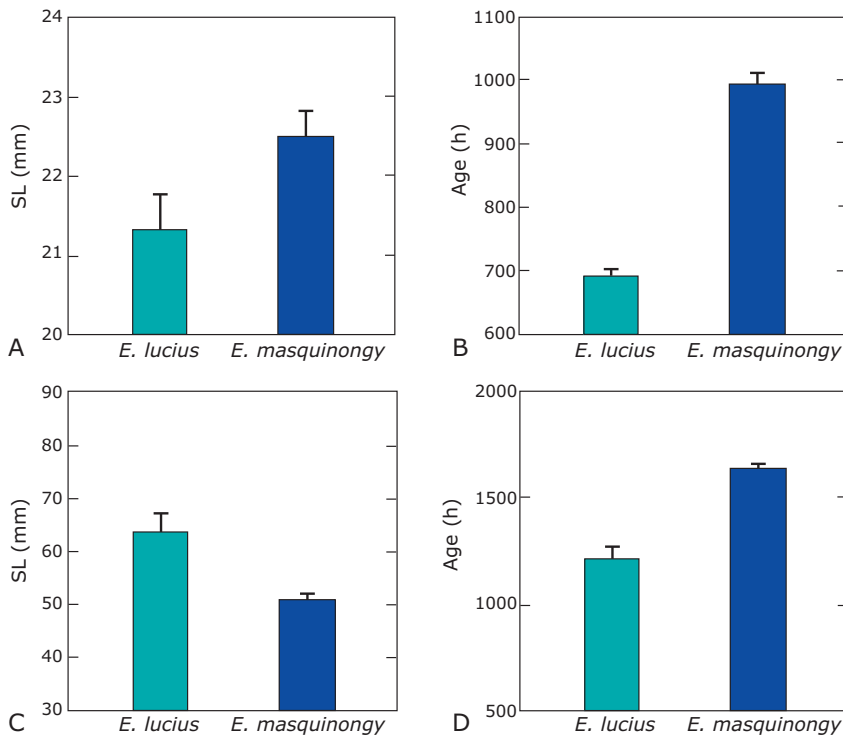 24
23
22
21
20
SL (mm)
A
E. lucius
E. masquinongy
1100
1000
900
800
700
600
Age (h)
B
E. lucius
E. masquinongy
90
80
70
60
50
40
30
SL (mm)
C
E. lucius
E. masquinongy
2000
1500
1000
500
Age (h)
D
E. lucius
E. masquinongy